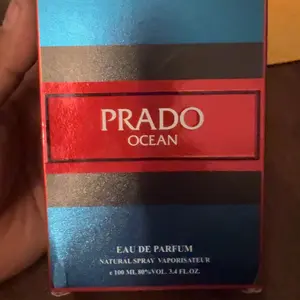 PRADO
OCEAN
EAU DE PARFUM
NATURAL SPRAY VAPORISATEUR
e 100 ML 80%VOL. 3.4 FL.OZ.